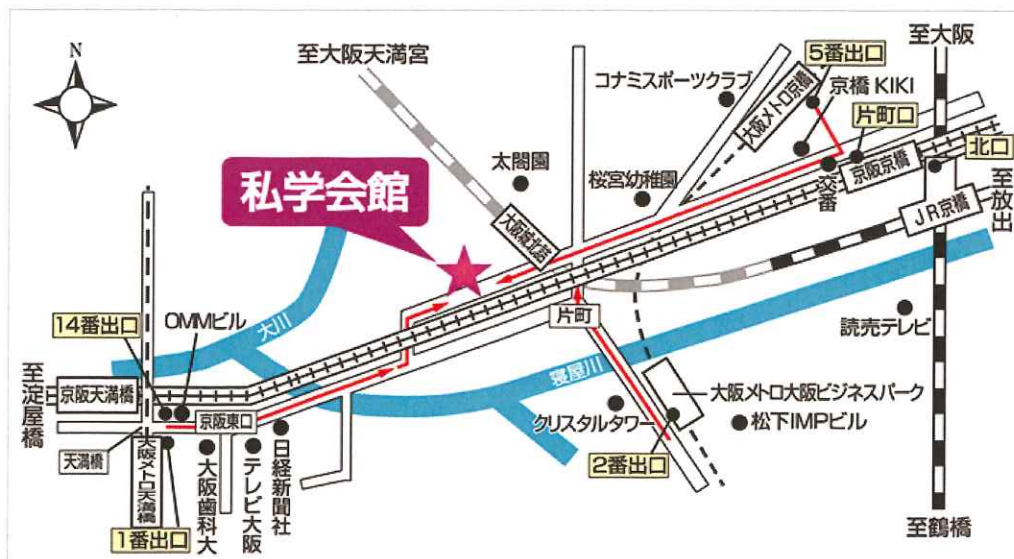 N
至大阪天満宮
コナミスポーツクラブ
大阪メトロ京橋
5番出口
京橋 KIKI
片町口
至大阪
北口
太閤園
桜宮幼稚園
交番
京阪京橋
JR京橋
至放出
私学会館
大阪城北詰
大川
片町
寝屋川
読売テレビ
14番出口
OMMビル
至淀屋橋
京阪天満橋
京阪東口
天満橋
大阪メトロ天満橋
1番出口
大阪歯科大
テレビ大阪
日経新聞社
クリスタルタワー
大阪メトロ大阪ビジネスパーク
松下IMPビル
2番出口
至鶴橋